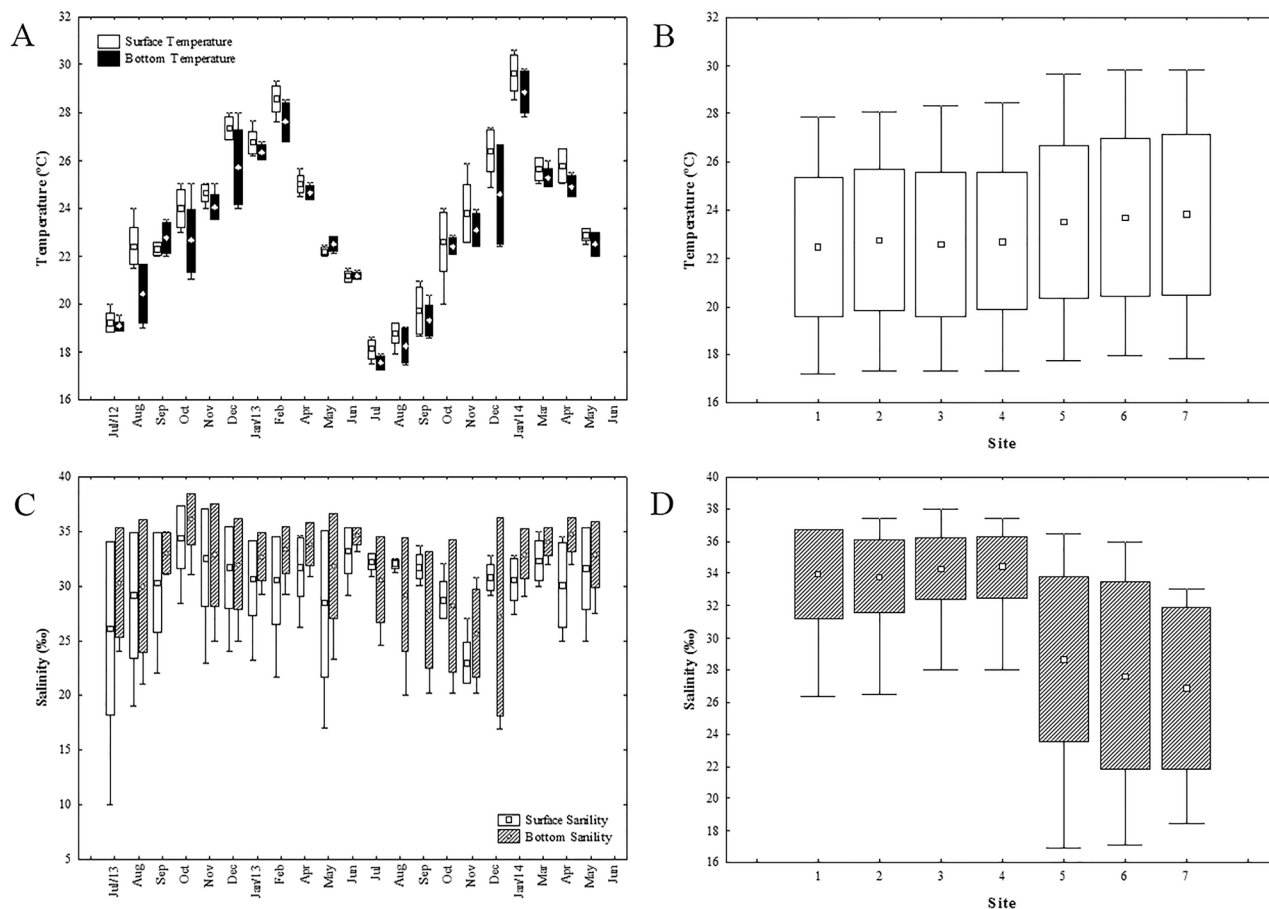 A
Surface Temperature
Bottom Temperature
Temperature (°C)
32
30
28
26
24
22
20
18
16
Jul/12
Aug
Sep
Oct
Nov
Dec
Jan/13
Feb
Apr
May
Jun
Jul
Aug
Sep
Oct
Nov
Dec
Jan/14
Mar
Apr
May
Jun
B
Temperature (°C)
32
30
28
26
24
22
20
18
16
1 2 3 4 5 6 7
Site
C
Salinity (‰)
40
35
30
25
20
15
10
5
Surface Sanility
Bottom Sanility
Jul/13
Aug
Sep
Oct
Nov
Dec
Jan/13
Feb
Apr
May
Jun
Jul
Aug
Sep
Oct
Nov
Dec
Jan/14
Mar
Apr
May
Jun
D
Salinity (‰)
40
38
36
34
32
30
28
26
24
22
20
18
16
1 2 3 4 5 6 7
Site